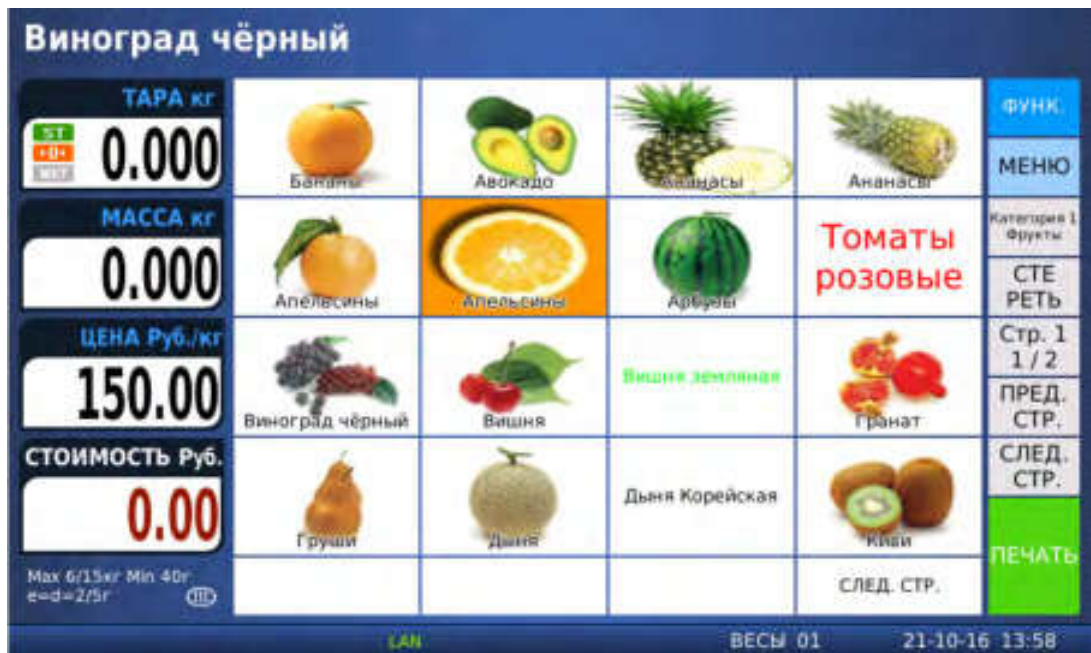 Виноград чёрный
ТАРА кг
ST
→0←
NET
0.000
МАССА кг
0.000
ЦЕНА Руб./кг
150.00
СТОИМОСТЬ Руб.
0.00
Max 6/15кг Min 40г
e=d=2/5г
Бананы
Авокадо
Ананасы
Ананасы
Апельсины
Апельсины
Арбузы
Томаты
розовые
Виноград чёрный
Вишня
Вишня земляная
Гранат
Груши
Дыня
Дыня Корейская
Киви
СЛЕД. СТР.
ФУНК.
МЕНЮ
Категория 1
Фрукты
СТЕ
РЕТЬ
Стр. 1
1 / 2
ПРЕД.
СТР.
СЛЕД.
СТР.
ПЕЧАТЬ
LAN
ВЕСЫ 01
21-10-16 13:58